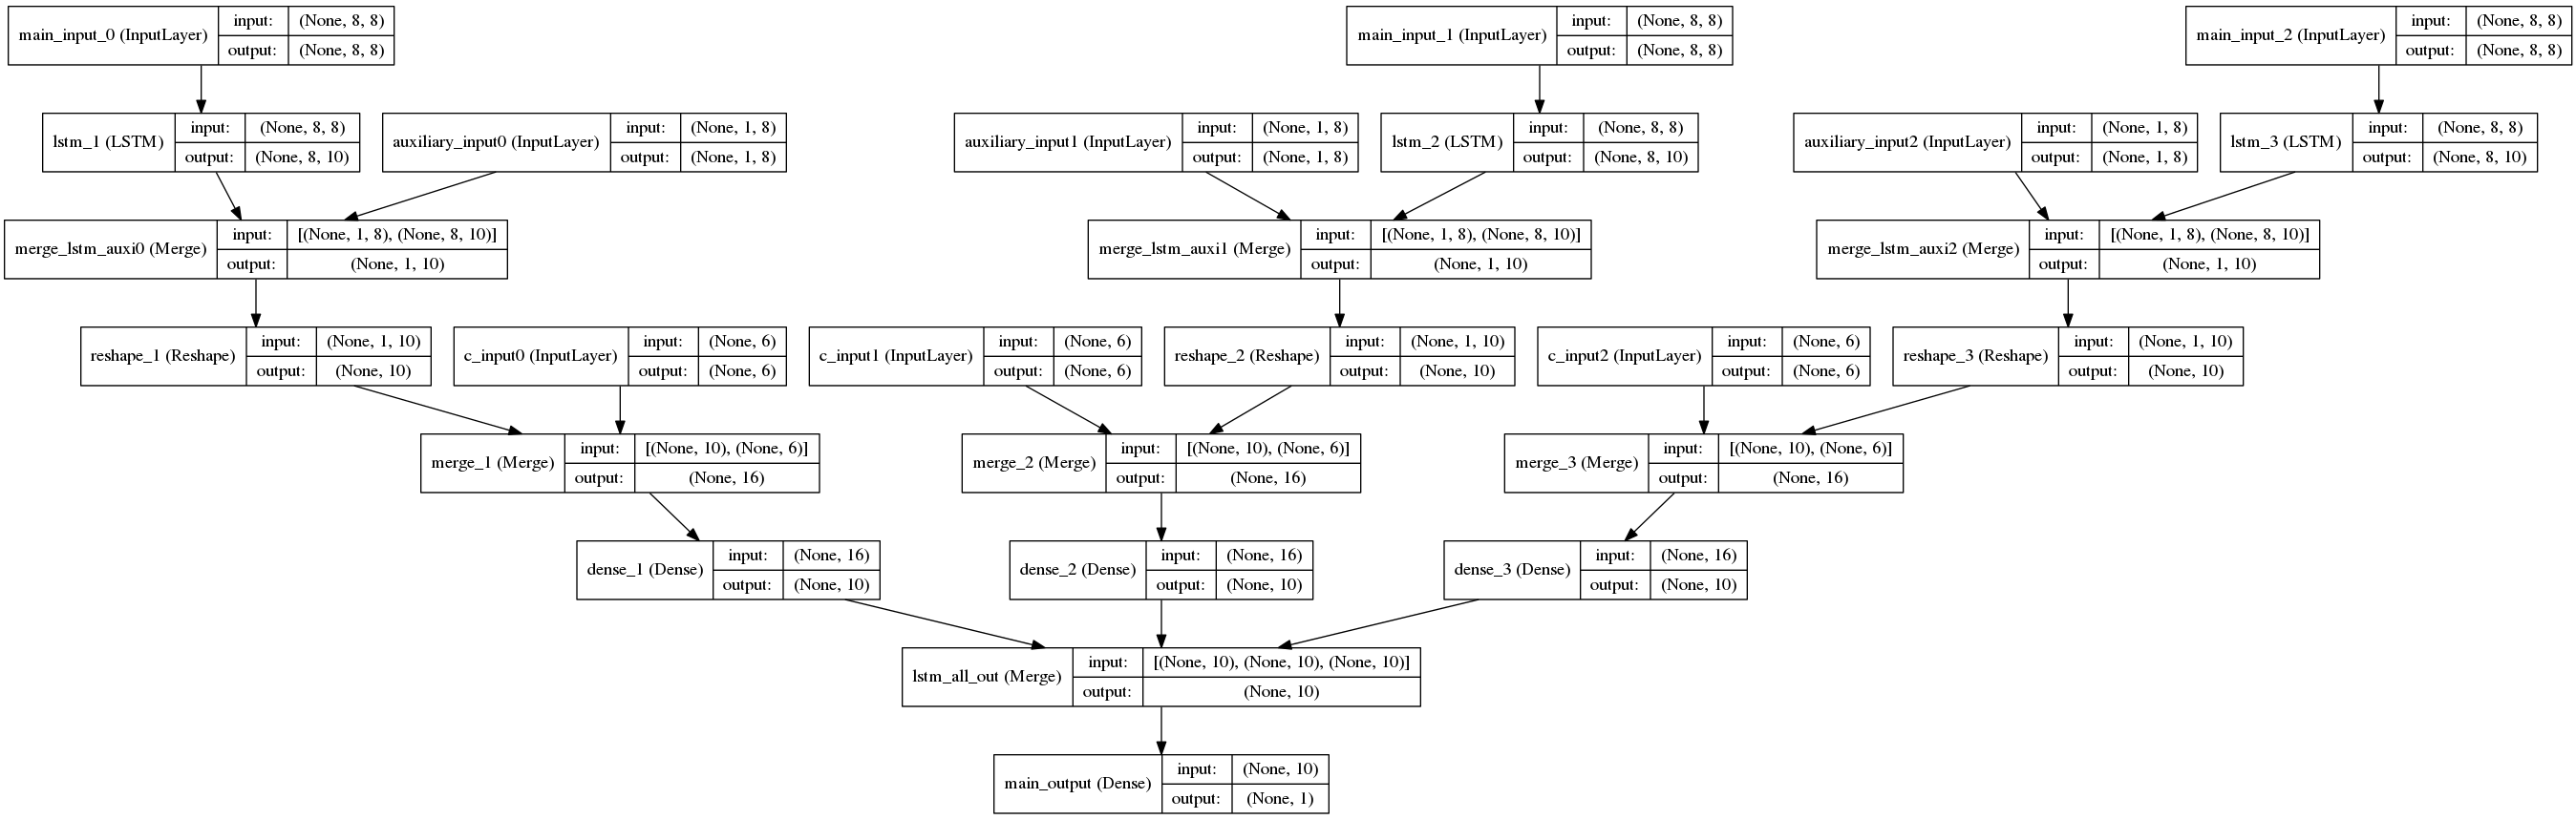 main_input_0 (InputLayer) input: (None, 8, 8)
output: (None, 8, 8)
main_input_1 (InputLayer) input: (None, 8, 8)
output: (None, 8, 8)
main_input_2 (InputLayer) input: (None, 8, 8)
output: (None, 8, 8)
lstm_1 (LSTM) input: (None, 8, 8)
output: (None, 8, 10)
auxiliary_input0 (InputLayer) input: (None, 1, 8)
output: (None, 1, 8)
auxiliary_input1 (InputLayer) input: (None, 1, 8)
output: (None, 1, 8)
lstm_2 (LSTM) input: (None, 8, 8)
output: (None, 8, 10)
auxiliary_input2 (InputLayer) input: (None, 1, 8)
output: (None, 1, 8)
lstm_3 (LSTM) input: (None, 8, 8)
output: (None, 8, 10)
merge_lstm_auxi0 (Merge) input: [(None, 1, 8), (None, 8, 10)]
output: (None, 1, 10)
merge_lstm_auxi1 (Merge) input: [(None, 1, 8), (None, 8, 10)]
output: (None, 1, 10)
merge_lstm_auxi2 (Merge) input: [(None, 1, 8), (None, 8, 10)]
output: (None, 1, 10)
reshape_1 (Reshape) input: (None, 1, 10)
output: (None, 10)
c_input0 (InputLayer) input: (None, 6)
output: (None, 6)
c_input1 (InputLayer) input: (None, 6)
output: (None, 6)
reshape_2 (Reshape) input: (None, 1, 10)
output: (None, 10)
c_input2 (InputLayer) input: (None, 6)
output: (None, 6)
reshape_3 (Reshape) input: (None, 1, 10)
output: (None, 10)
merge_1 (Merge) input: [(None, 10), (None, 6)]
output: (None, 16)
merge_2 (Merge) input: [(None, 10), (None, 6)]
output: (None, 16)
merge_3 (Merge) input: [(None, 10), (None, 6)]
output: (None, 16)
dense_1 (Dense) input: (None, 16)
output: (None, 10)
dense_2 (Dense) input: (None, 16)
output: (None, 10)
dense_3 (Dense) input: (None, 16)
output: (None, 10)
lstm_all_out (Merge) input: [(None, 10), (None, 10), (None, 10)]
output: (None, 10)
main_output (Dense) input: (None, 10)
output: (None, 1)